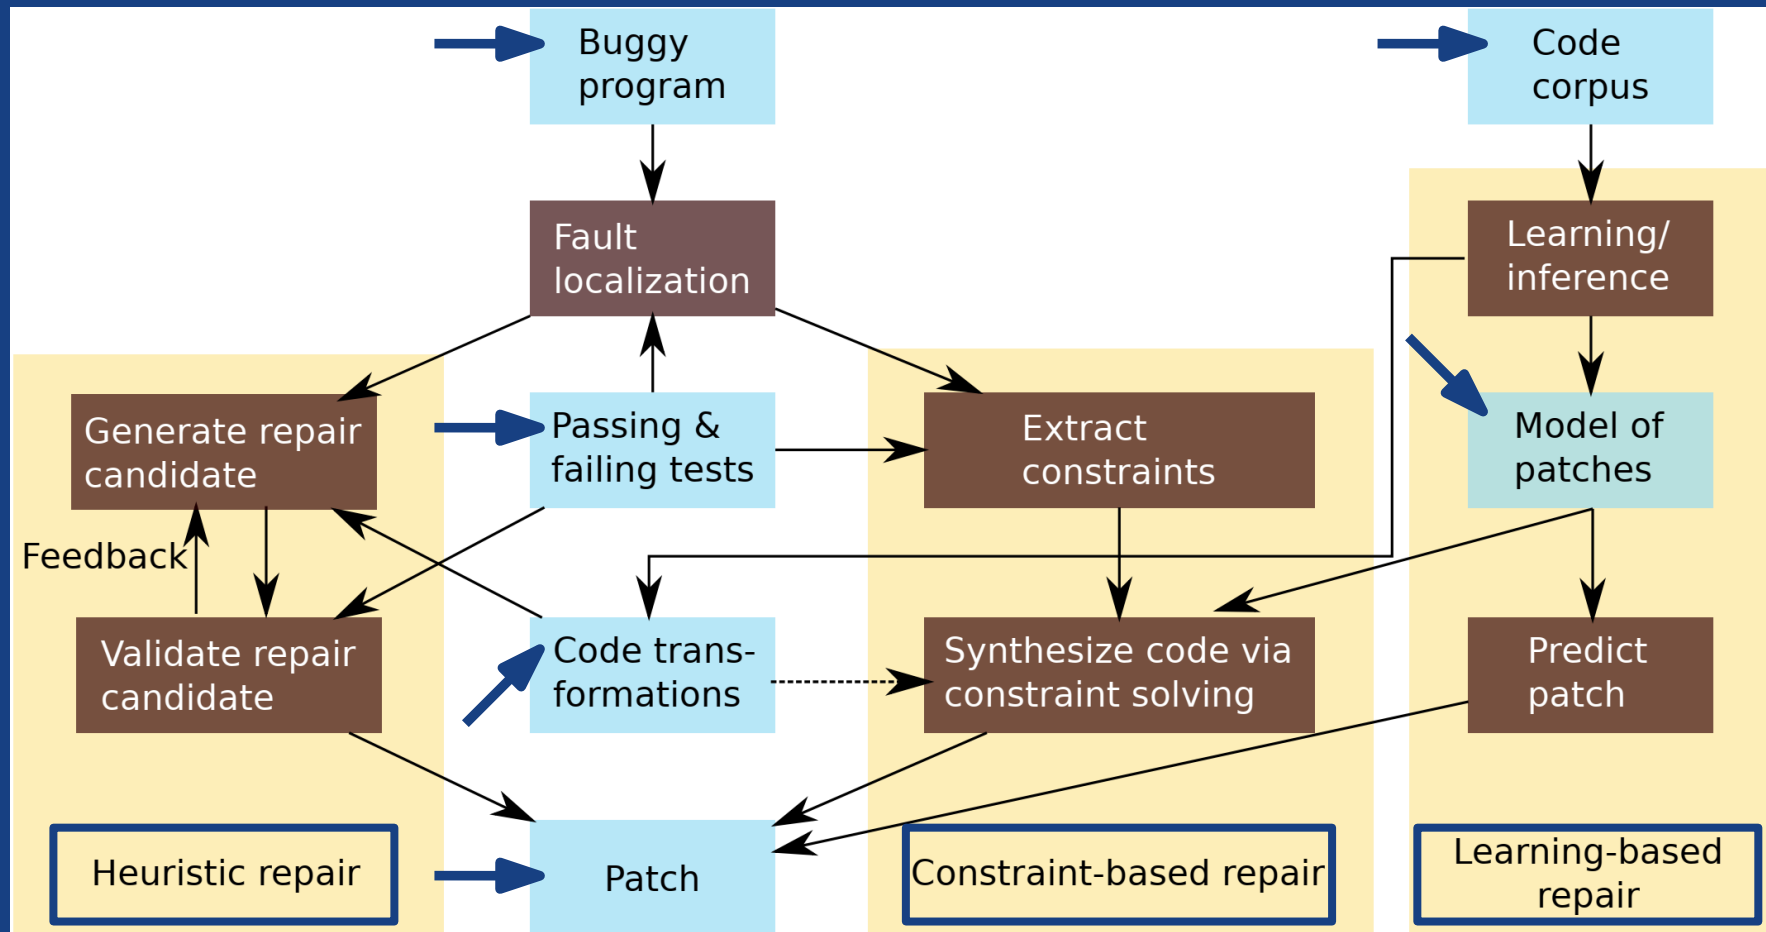 Buggy
program
Code
corpus
Fault
localization
Learning/
inference
Generate repair
candidate
Passing &
failing tests
Extract
constraints
Model of
patches
Feedback
Validate repair
candidate
Code trans-
formations
Synthesize code via
constraint solving
Predict
patch
Heuristic repair
Patch
Constraint-based repair
Learning-based
repair